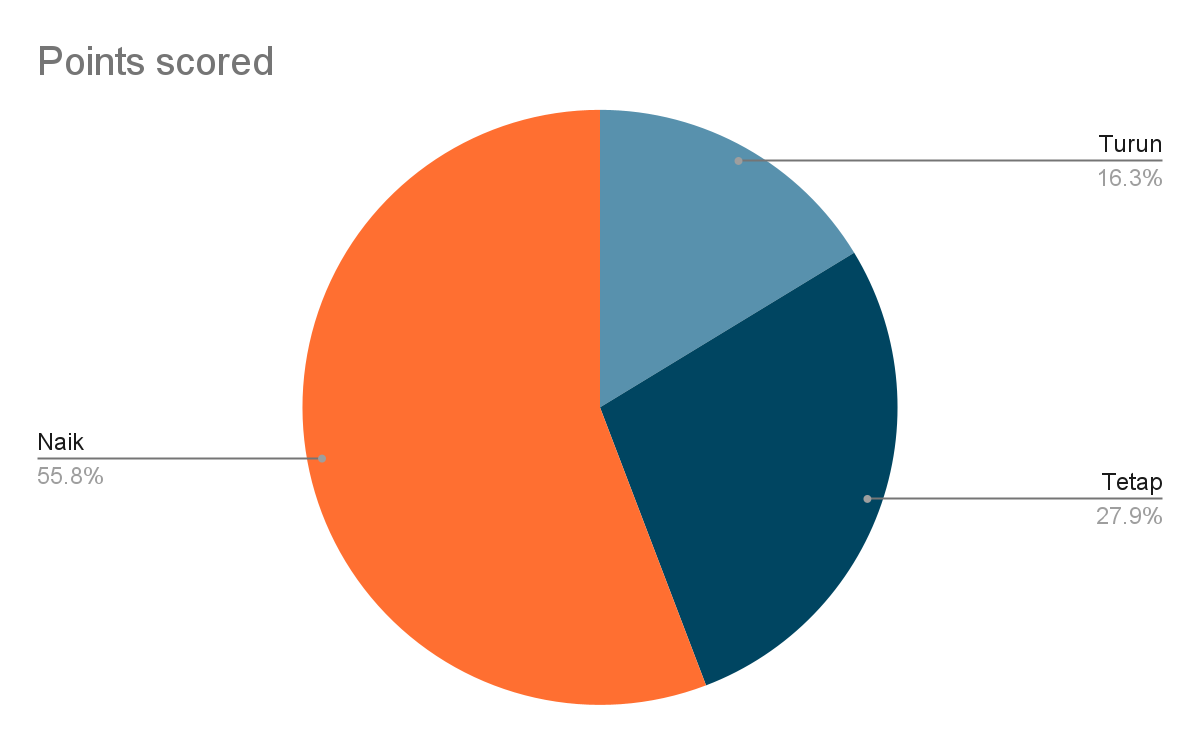 Points scored
Turun
16.3%
Naik
55.8%
Tetap
27.9%